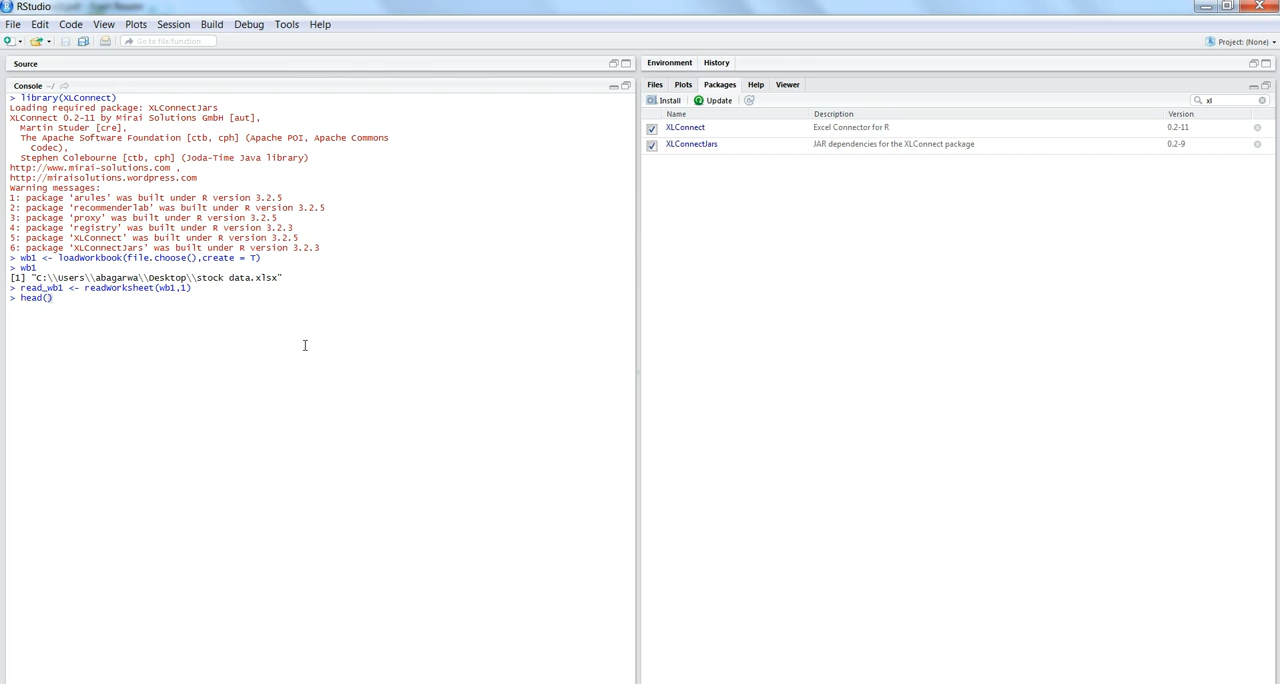 RStudio
File Edit Code View Plots Session Build Debug Tools Help
Go to file/function
Project: (None)
Source
Console ~/
> library(XLConnect)
Loading required package: XLConnectJars
XLConnect 0.2-11 by Mirai Solutions GmbH [aut],
Martin Studer [cre],
The Apache Software Foundation [ctb, cph] (Apache POI, Apache Commons
Codec),
Stephen Colebourne [ctb, cph] (Joda-Time Java library)
http://www.mirai-solutions.com ,
http://miraisolutions.wordpress.com
Warning messages:
1: package 'arules' was built under R version 3.2.5
2: package 'recommenderlab' was built under R version 3.2.5
3: package 'proxy' was built under R version 3.2.5
4: package 'registry' was built under R version 3.2.3
5: package 'XLConnect' was built under R version 3.2.5
6: package 'XLConnectJars' was built under R version 3.2.3
> wb1 <- loadWorkbook(file.choose(),create = T)
> wb1
[1] "C:\\Users\\abagarwa\\Desktop\\stock data.xlsx"
> read_wb1 <- readWorksheet(wb1,1)
> head()
Environment History
Files Plots Packages Help Viewer
Install Update xl
Name Description Version
XLConnect Excel Connector for R 0.2-11
XLConnectJars JAR dependencies for the XLConnect package 0.2-9